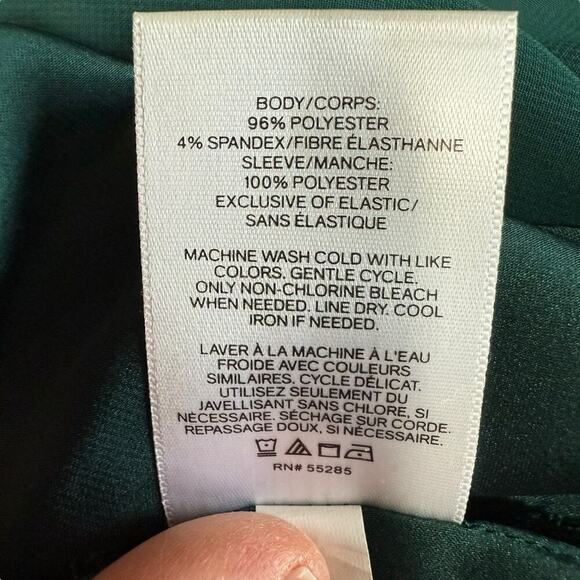 BODY/CORPS:
96% POLYESTER
4% SPANDEX/FIBRE ÉLASTHANNE
SLEEVE/MANCHE:
100% POLYESTER
EXCLUSIVE OF ELASTIC/
SANS ÉLASTIQUE
MACHINE WASH COLD WITH LIKE
COLORS. GENTLE CYCLE.
ONLY NON-CHLORINE BLEACH
WHEN NEEDED. LINE DRY. COOL
IRON IF NEEDED.
LAVER À LA MACHINE À L'EAU
FROIDE AVEC COULEURS
SIMILAIRES. CYCLE DÉLICAT.
UTILISEZ SEULEMENT DU
JAVELLISANT SANS CHLORE, SI
NÉCESSAIRE. SÉCHAGE SUR CORDE.
REPASSAGE DOUX, SI NÉCESSAIRE.
RN# 55285